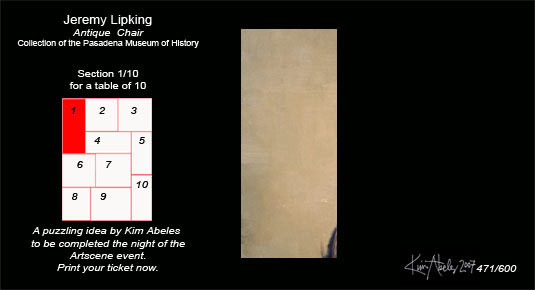 Jeremy Lipking
Antique Chair
Collection of the Pasadena Museum of History
Section 1/10
for a table of 10
1 2 3
4 5
6 7
10
8 9
A puzzling idea by Kim Abeles
to be completed the night of the
Artscene event.
Print your ticket now.
Kim Abeles 2007 471/600